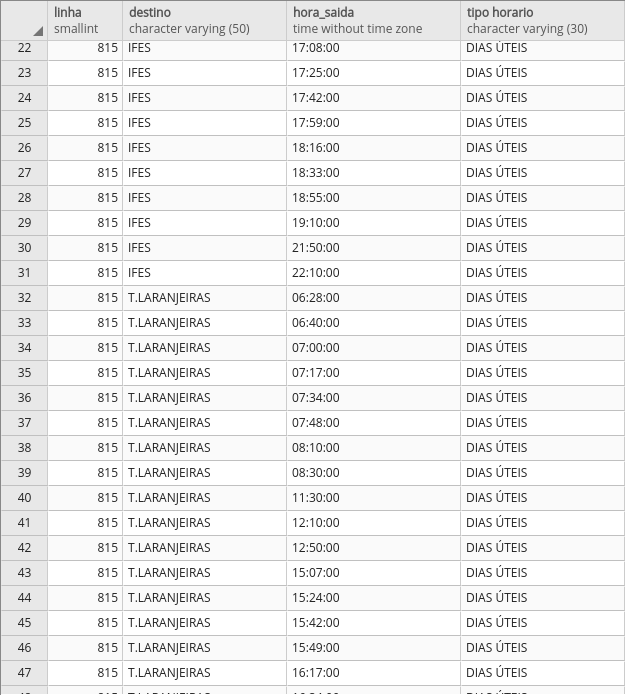 linha destino hora_saida tipo horario
smallint character varying (50) time without time zone character varying (30)
22 815 IFES 17:08:00 DIAS ÚTEIS
23 815 IFES 17:25:00 DIAS ÚTEIS
24 815 IFES 17:42:00 DIAS ÚTEIS
25 815 IFES 17:59:00 DIAS ÚTEIS
26 815 IFES 18:16:00 DIAS ÚTEIS
27 815 IFES 18:33:00 DIAS ÚTEIS
28 815 IFES 18:55:00 DIAS ÚTEIS
29 815 IFES 19:10:00 DIAS ÚTEIS
30 815 IFES 21:50:00 DIAS ÚTEIS
31 815 IFES 22:10:00 DIAS ÚTEIS
32 815 T.LARANJEIRAS 06:28:00 DIAS ÚTEIS
33 815 T.LARANJEIRAS 06:40:00 DIAS ÚTEIS
34 815 T.LARANJEIRAS 07:00:00 DIAS ÚTEIS
35 815 T.LARANJEIRAS 07:17:00 DIAS ÚTEIS
36 815 T.LARANJEIRAS 07:34:00 DIAS ÚTEIS
37 815 T.LARANJEIRAS 07:48:00 DIAS ÚTEIS
38 815 T.LARANJEIRAS 08:10:00 DIAS ÚTEIS
39 815 T.LARANJEIRAS 08:30:00 DIAS ÚTEIS
40 815 T.LARANJEIRAS 11:30:00 DIAS ÚTEIS
41 815 T.LARANJEIRAS 12:10:00 DIAS ÚTEIS
42 815 T.LARANJEIRAS 12:50:00 DIAS ÚTEIS
43 815 T.LARANJEIRAS 15:07:00 DIAS ÚTEIS
44 815 T.LARANJEIRAS 15:24:00 DIAS ÚTEIS
45 815 T.LARANJEIRAS 15:42:00 DIAS ÚTEIS
46 815 T.LARANJEIRAS 15:49:00 DIAS ÚTEIS
47 815 T.LARANJEIRAS 16:17:00 DIAS ÚTEIS